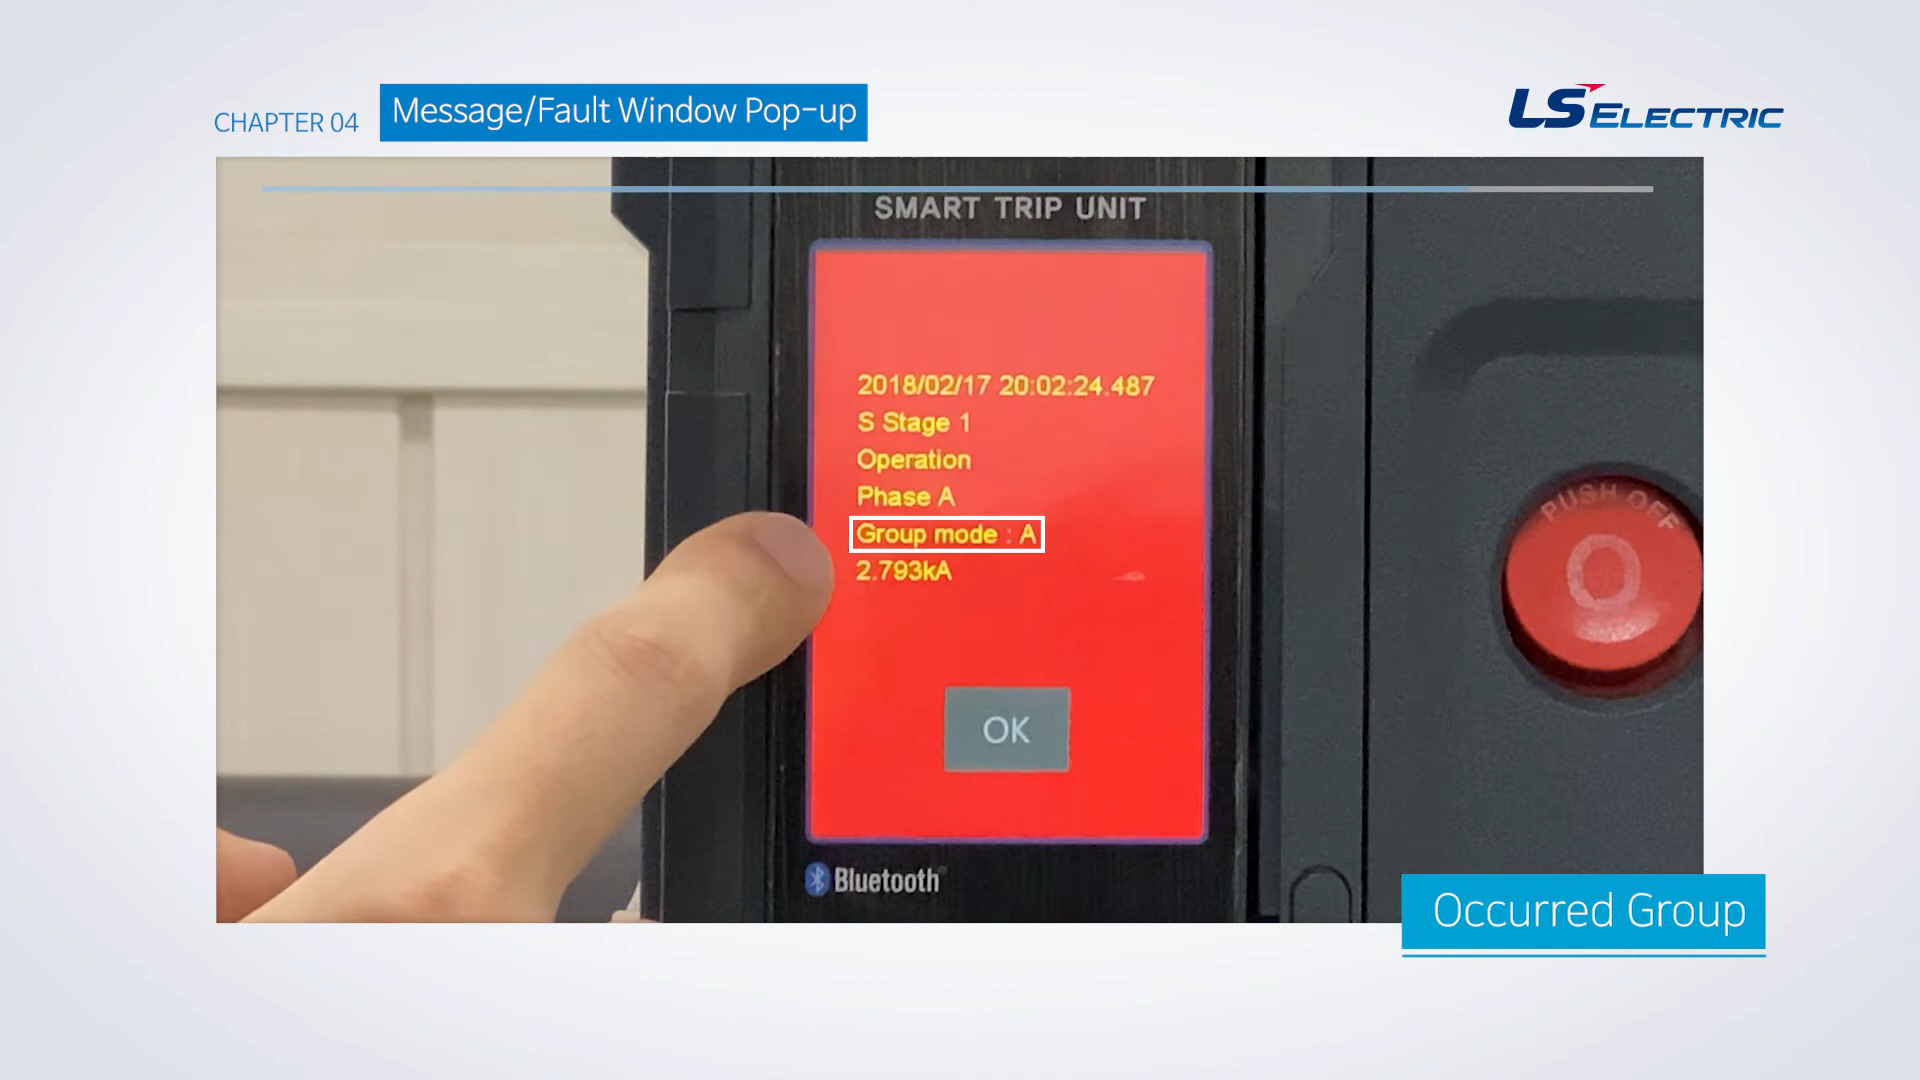 CHAPTER 04
Message/Fault Window Pop-up
LS ELECTRIC
SMART TRIP UNIT
2018/02/17 20:02:24.487
S Stage 1
Operation
Phase A
Group mode : A
2.793kA
OK
PUSH OFF
O
Bluetooth
Occurred Group